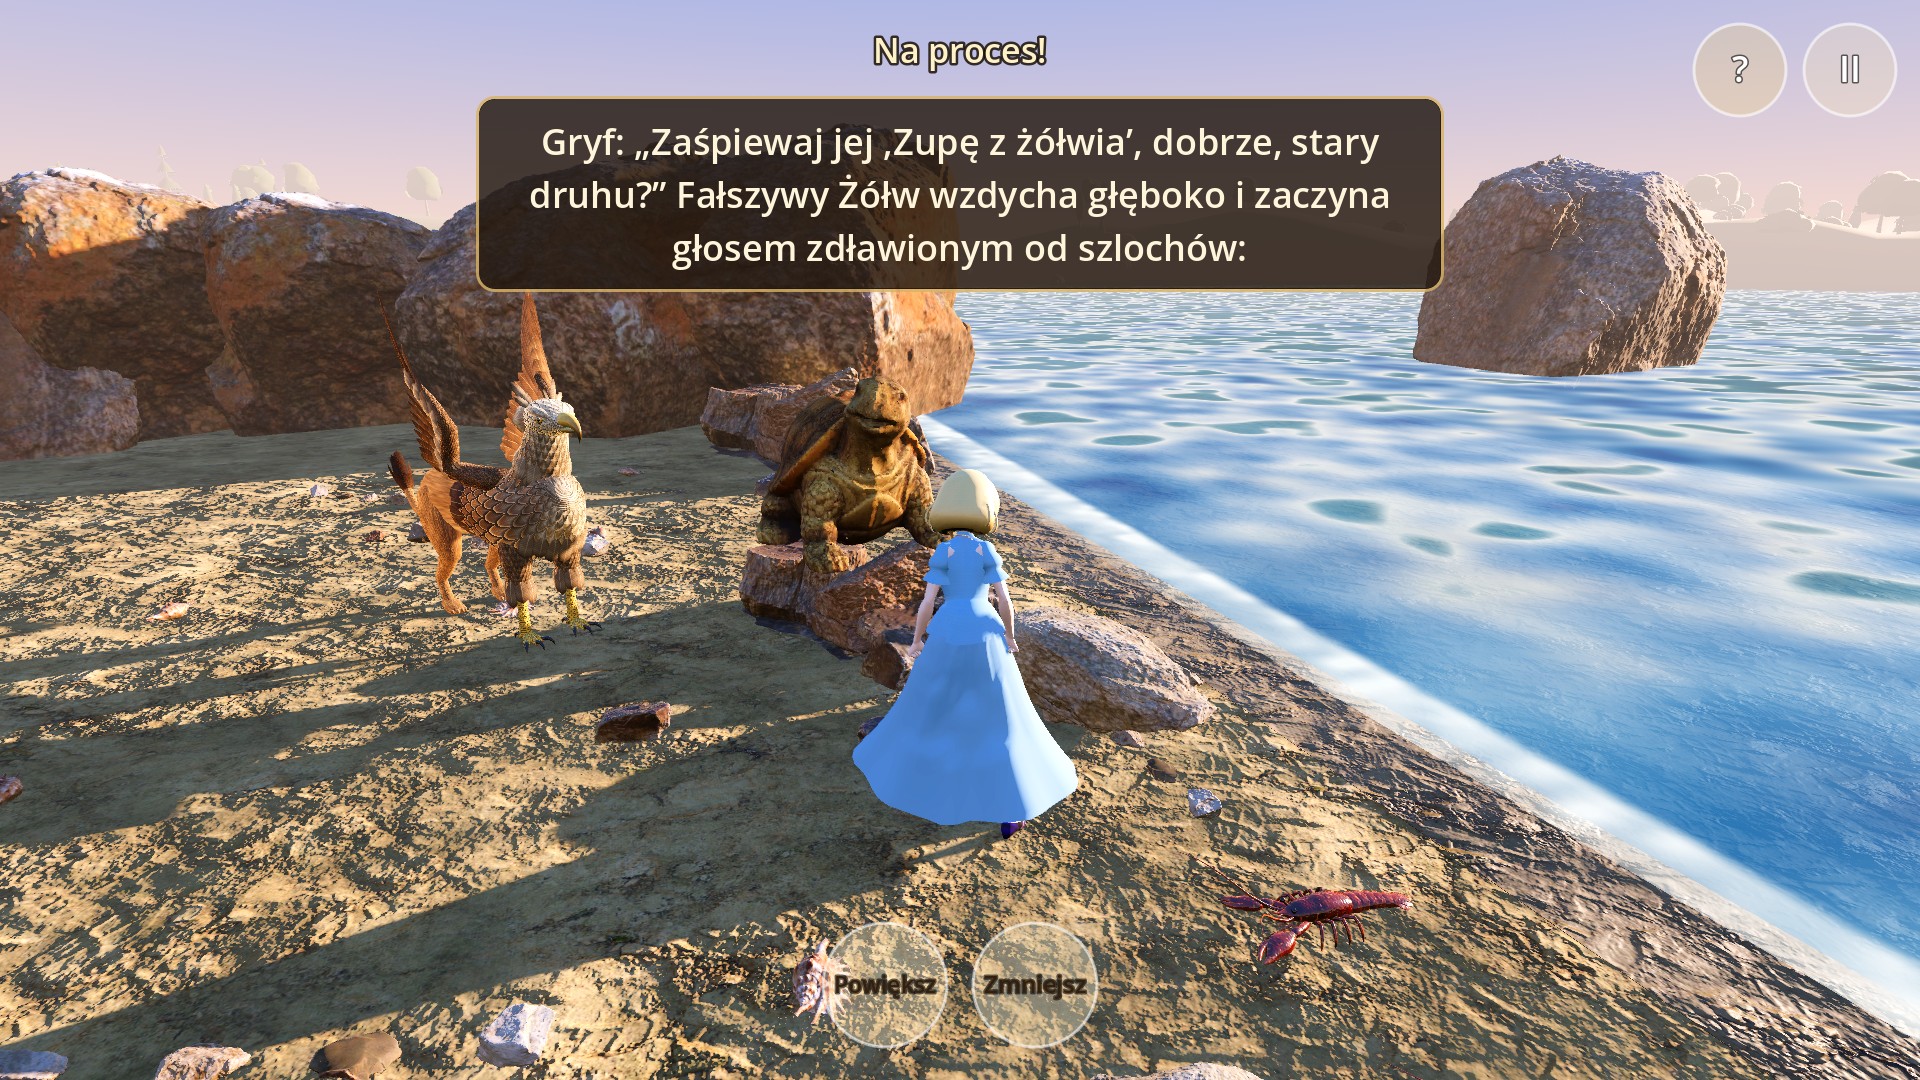 Na proces!
?
Gryf: „Zaśpiewaj jej ‚Zupę z żółwia’, dobrze, stary
druhu?” Fałszywy Żółw wzdycha głęboko i zaczyna
głosem zdławionym od szlochów:
Powiększ
Zmniejsz